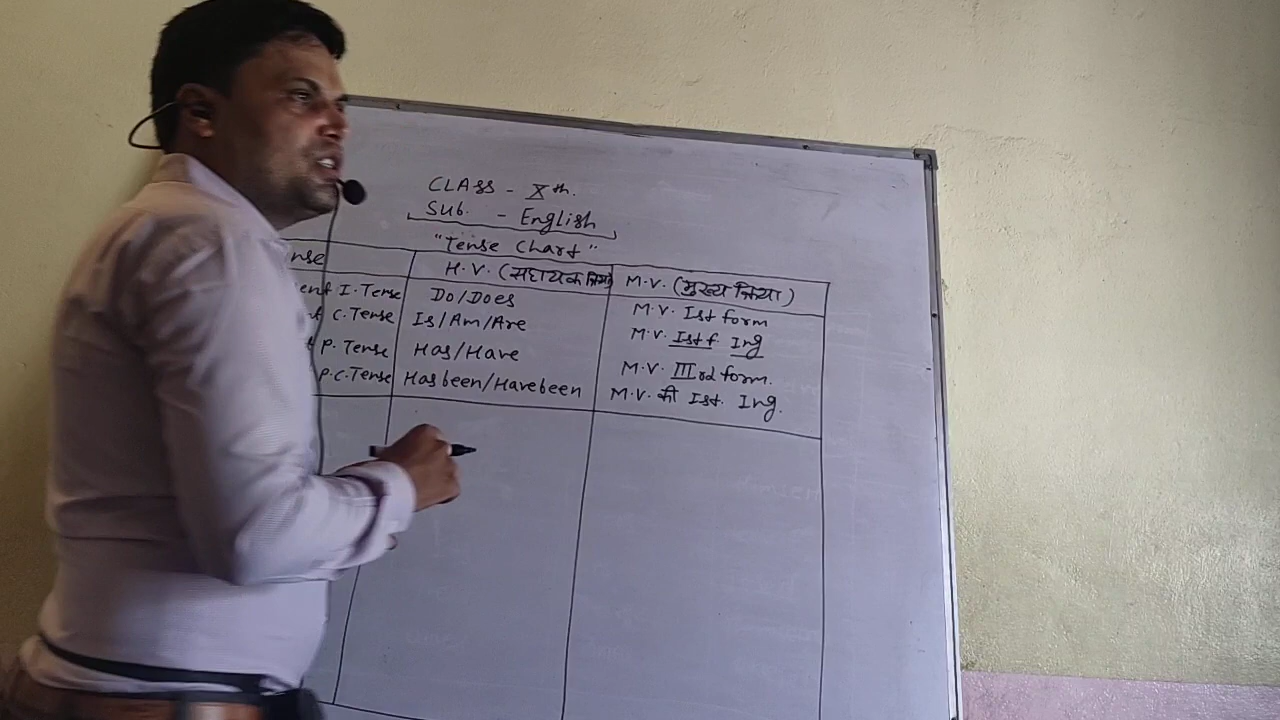 CLASS - Xth.
Sub. - English
"Tense Chart"
nse H.V. (सहायक क्रिया) M.V. (मुख्य क्रिया)
ent I. Tense Do/Does M.V. Ist form
t C. Tense Is/Am/Are M.V. Ist f. Ing
t P. Tense Has/Have M.V. IIIrd form.
P.C. Tense Has been/Have been M.V. की Ist. Ing.